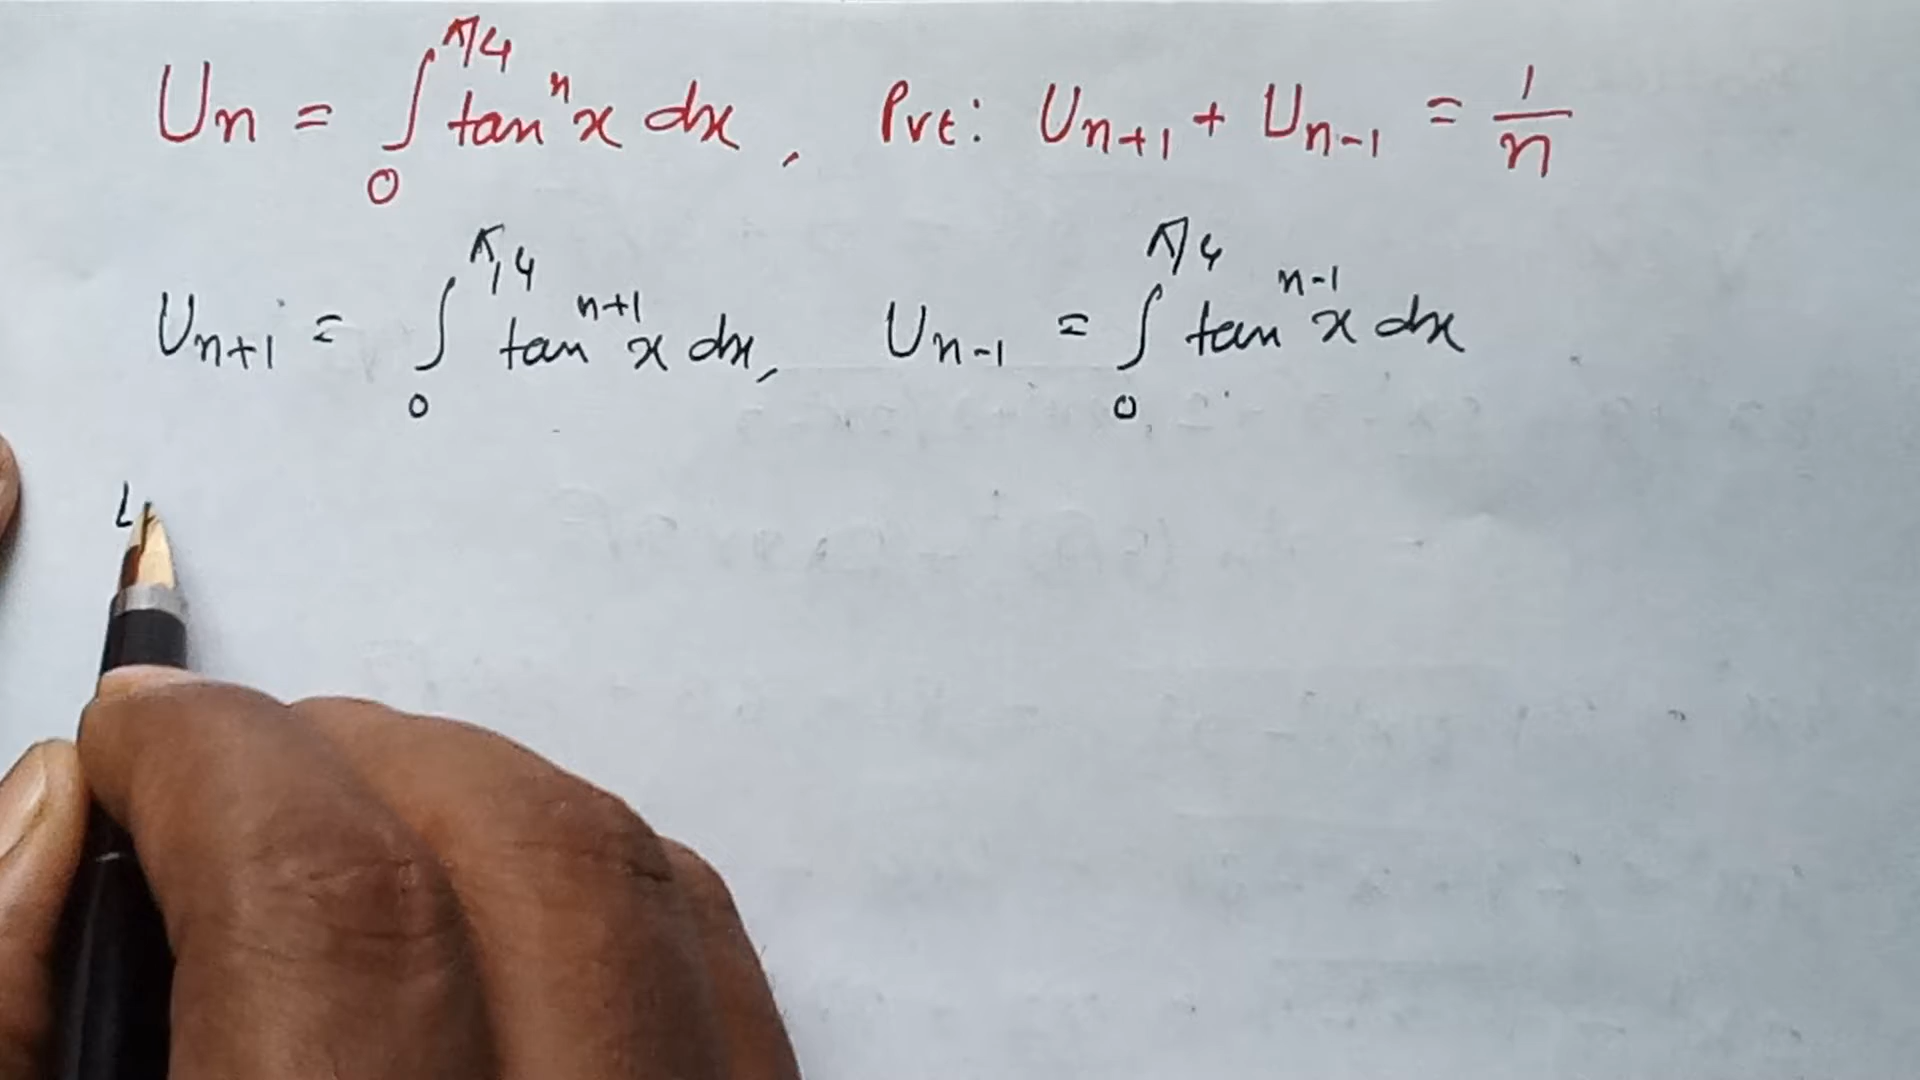 Uₙ = ∫₀^π/4 tanⁿx dx, Pve: Uₙ₊₁ + Uₙ₋₁ = 1/n
Uₙ₊₁ = ∫₀^π/4 tanⁿ⁺¹x dx, Uₙ₋₁ = ∫₀^π/4 tanⁿ⁻¹x dx
L